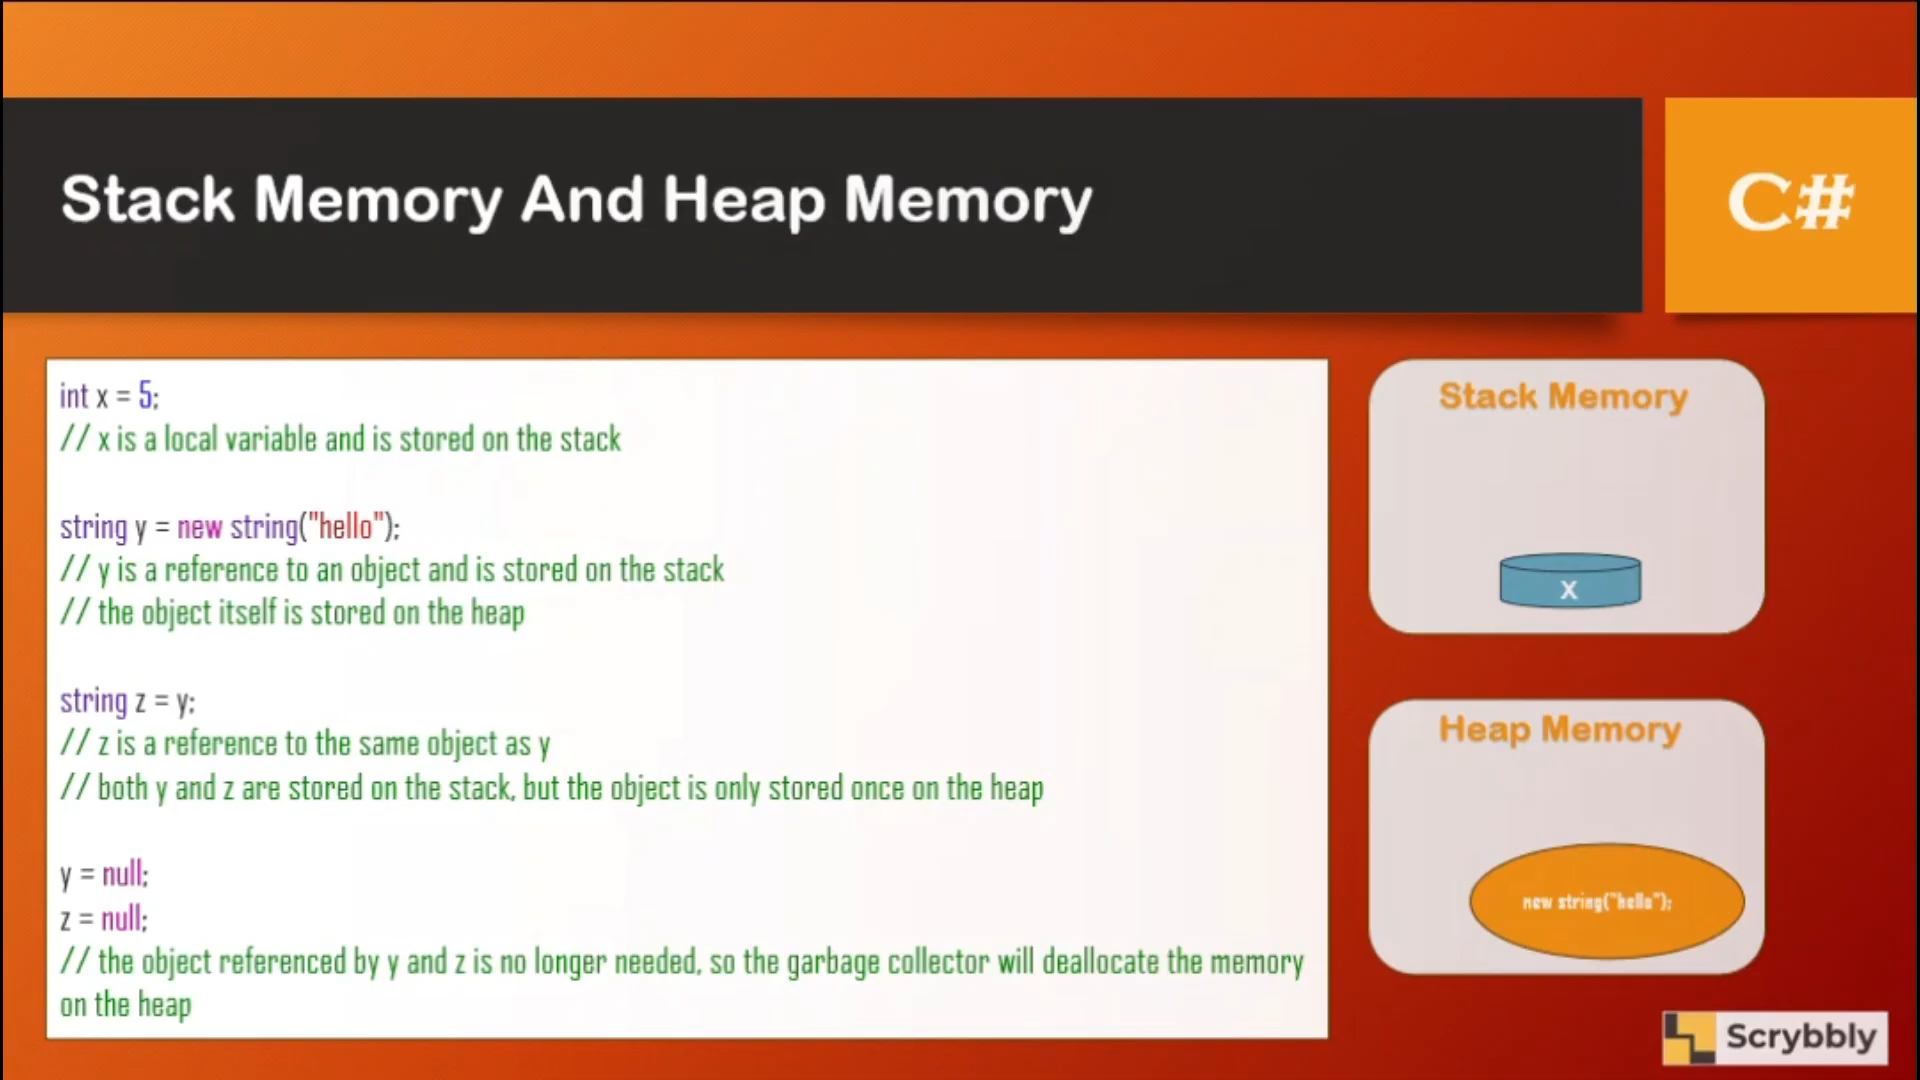 Stack Memory And Heap Memory
C#
int x = 5;
// x is a local variable and is stored on the stack
string y = new string("hello");
// y is a reference to an object and is stored on the stack
// the object itself is stored on the heap
string z = y;
// z is a reference to the same object as y
// both y and z are stored on the stack, but the object is only stored once on the heap
y = null;
z = null;
// the object referenced by y and z is no longer needed, so the garbage collector will deallocate the memory
on the heap
Stack Memory
X
Heap Memory
new string("hello");
Scrybbly